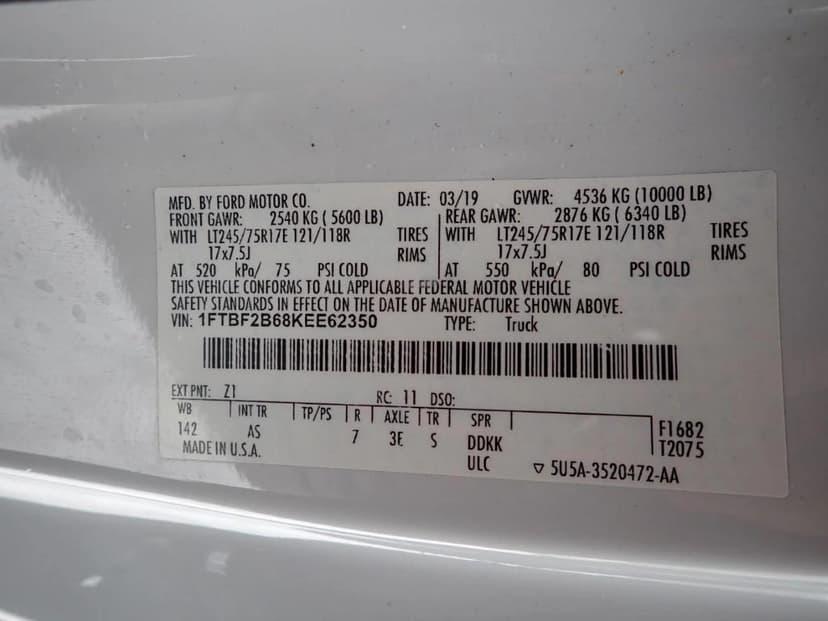 MFD. BY FORD MOTOR CO. DATE: 03/19 GVWR: 4536 KG (10000 LB)
FRONT GAWR: 2540 KG ( 5600 LB) REAR GAWR: 2876 KG ( 6340 LB)
WITH LT245/75R17E 121/118R TIRES WITH LT245/75R17E 121/118R TIRES
17x7.5J RIMS 17x7.5J RIMS
AT 520 kPa/ 75 PSI COLD AT 550 kPa/ 80 PSI COLD
THIS VEHICLE CONFORMS TO ALL APPLICABLE FEDERAL MOTOR VEHICLE
SAFETY STANDARDS IN EFFECT ON THE DATE OF MANUFACTURE SHOWN ABOVE.
VIN: 1FTBF2B68KEE62350 TYPE: Truck
EXT PNT: Z1 RC: 11 DSO:
WB INT TR TP/PS R AXLE TR SPR F1682
142 AS 7 3E S DDKK T2075
MADE IN U.S.A. ULC ▽ 5U5A-3520472-AA